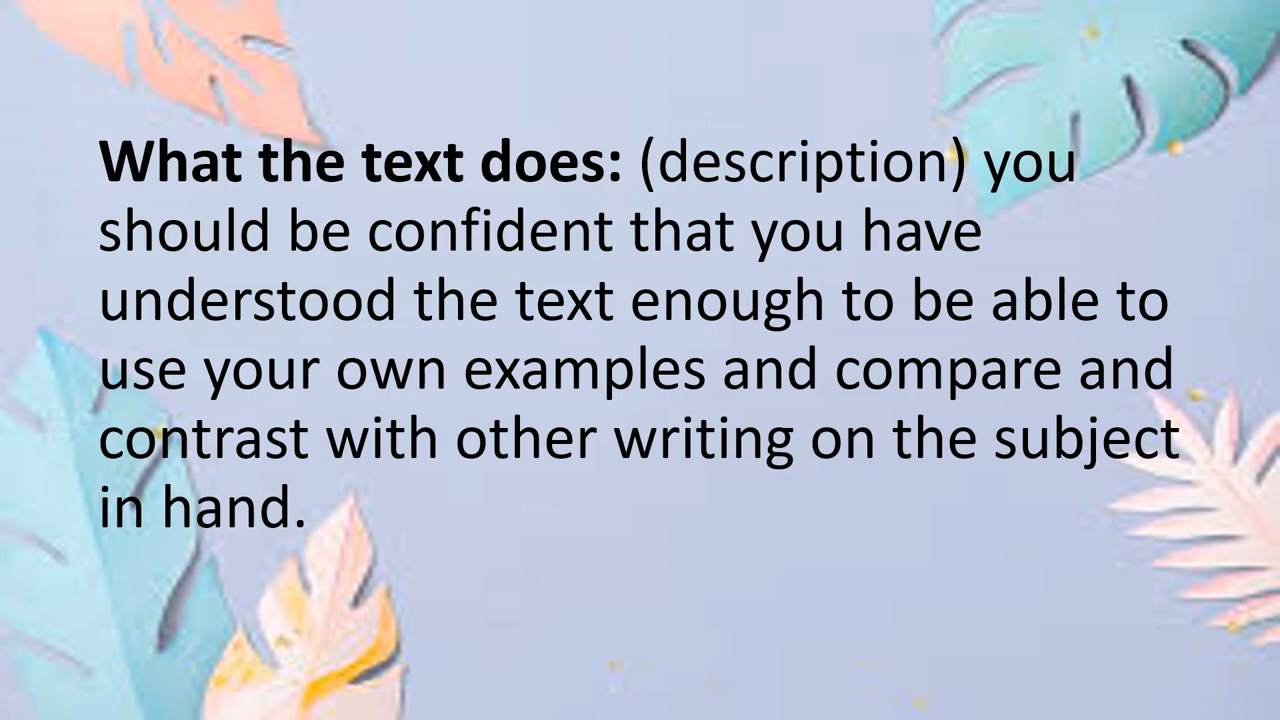 What the text does: (description) you
should be confident that you have
understood the text enough to be able to
use your own examples and compare and
contrast with other writing on the subject
in hand.